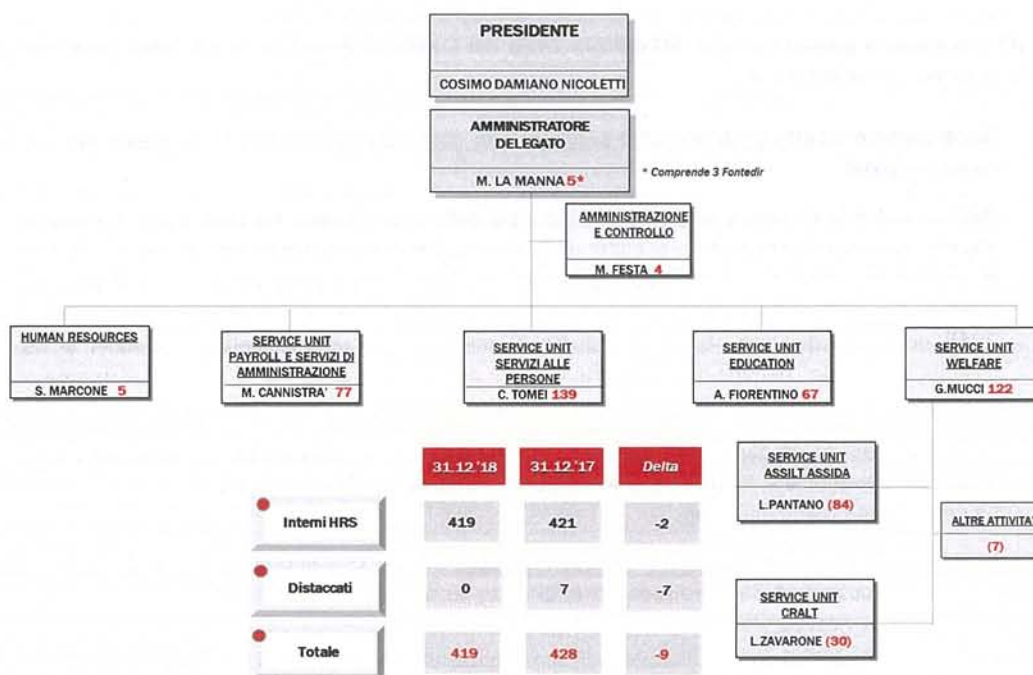 PRESIDENTE
COSIMO DAMIANO NICOLETTI
AMMINISTRATORE
DELEGATO
M. LA MANNA 5*
* Comprende 3 Fontedir
AMMINISTRAZIONE
E CONTROLLO
M. FESTA 4
HUMAN RESOURCES
S. MARCONE 5
SERVICE UNIT
PAYROLL E SERVIZI DI
AMMINISTRAZIONE
M. CANNISTRA' 77
SERVICE UNIT
SERVIZI ALLE
PERSONE
C. TOMEI 139
SERVICE UNIT
EDUCATION
A. FIORENTINO 67
SERVICE UNIT
WELFARE
G.MUCCI 122
SERVICE UNIT
ASSILT ASSIDA
L.PANTANO (84)
ALTRE ATTIVITA'
(7)
SERVICE UNIT
CRALT
L.ZAVARONE (30)
31.12.'18 31.12.'17 Delta
Interni HRS 419 421 -2
Distaccati 0 7 -7
Totale 419 428 -9